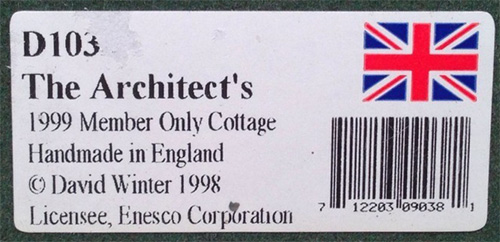 D103
The Architect's
1999 Member Only Cottage
Handmade in England
© David Winter 1998
Licensee, Enesco Corporation
7 12203 09038 1